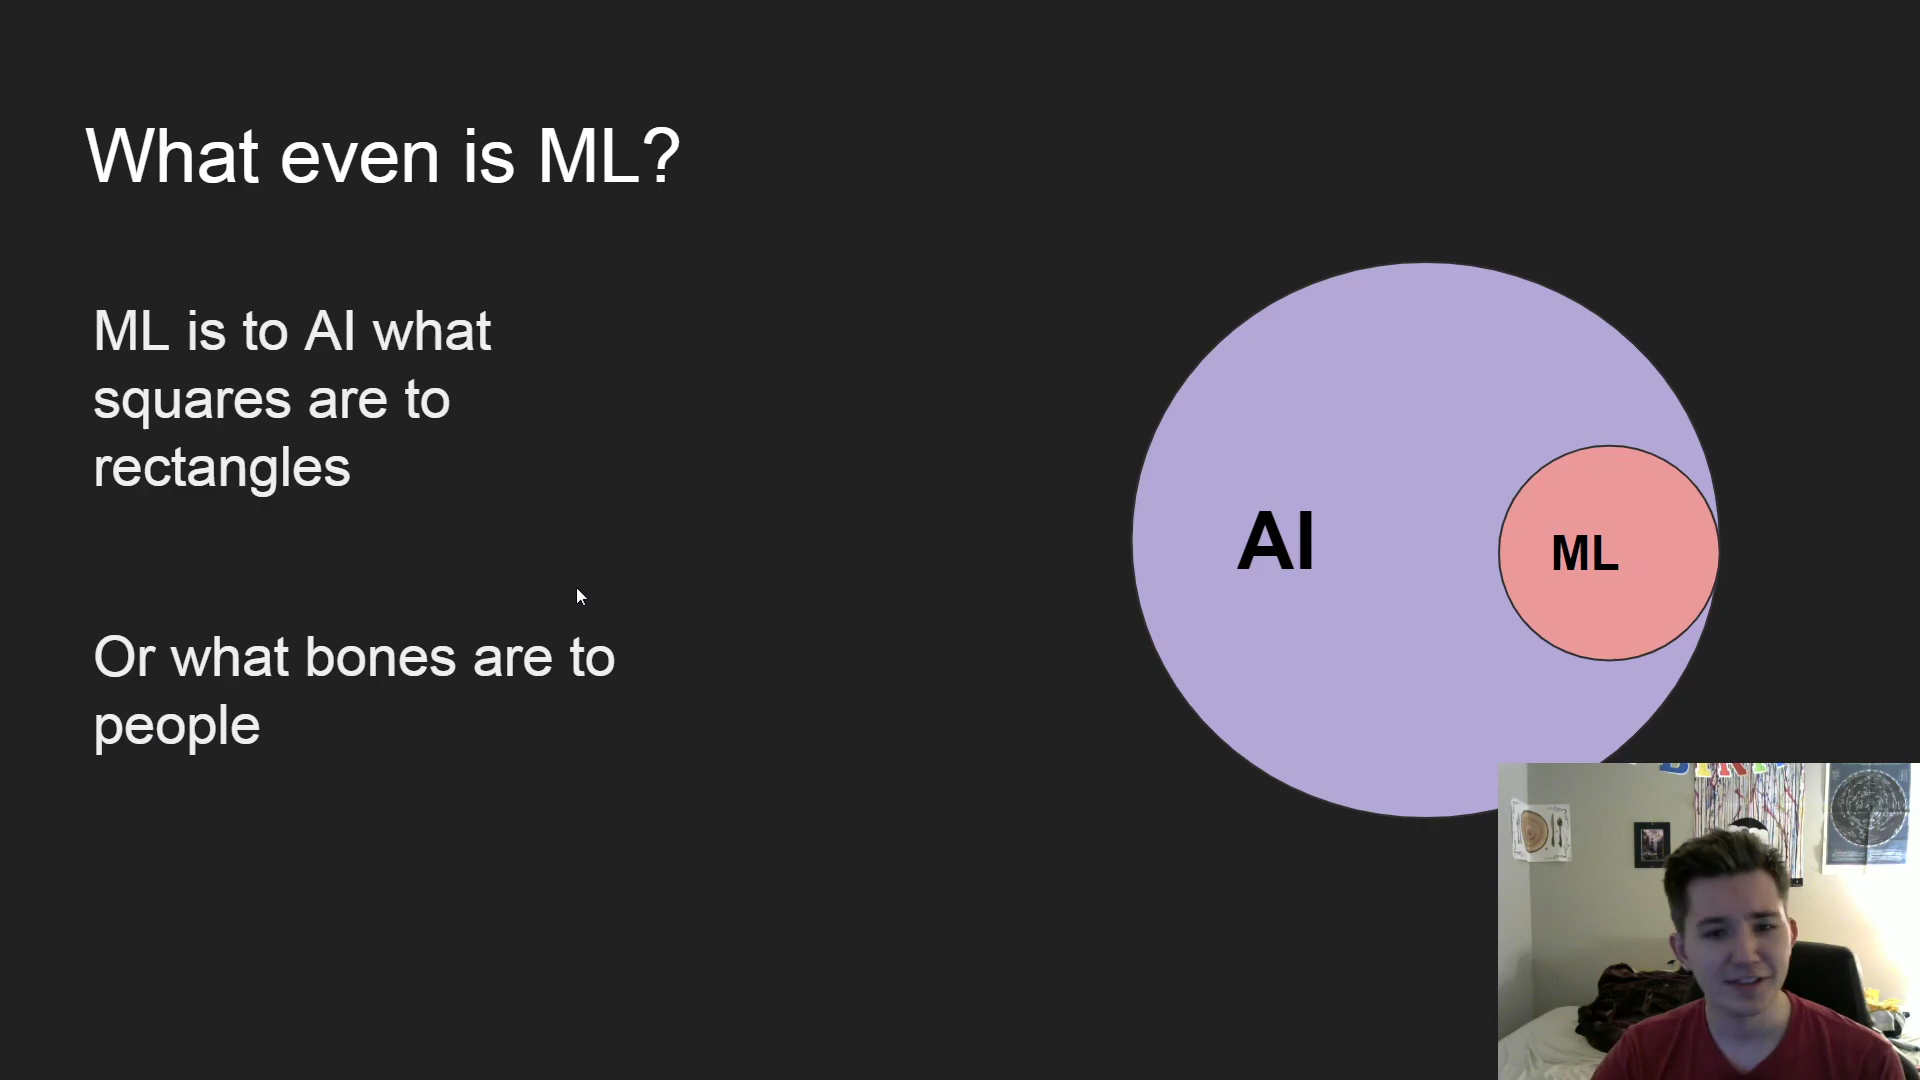 What even is ML?
ML is to AI what
squares are to
rectangles
Or what bones are to
people
AI
ML